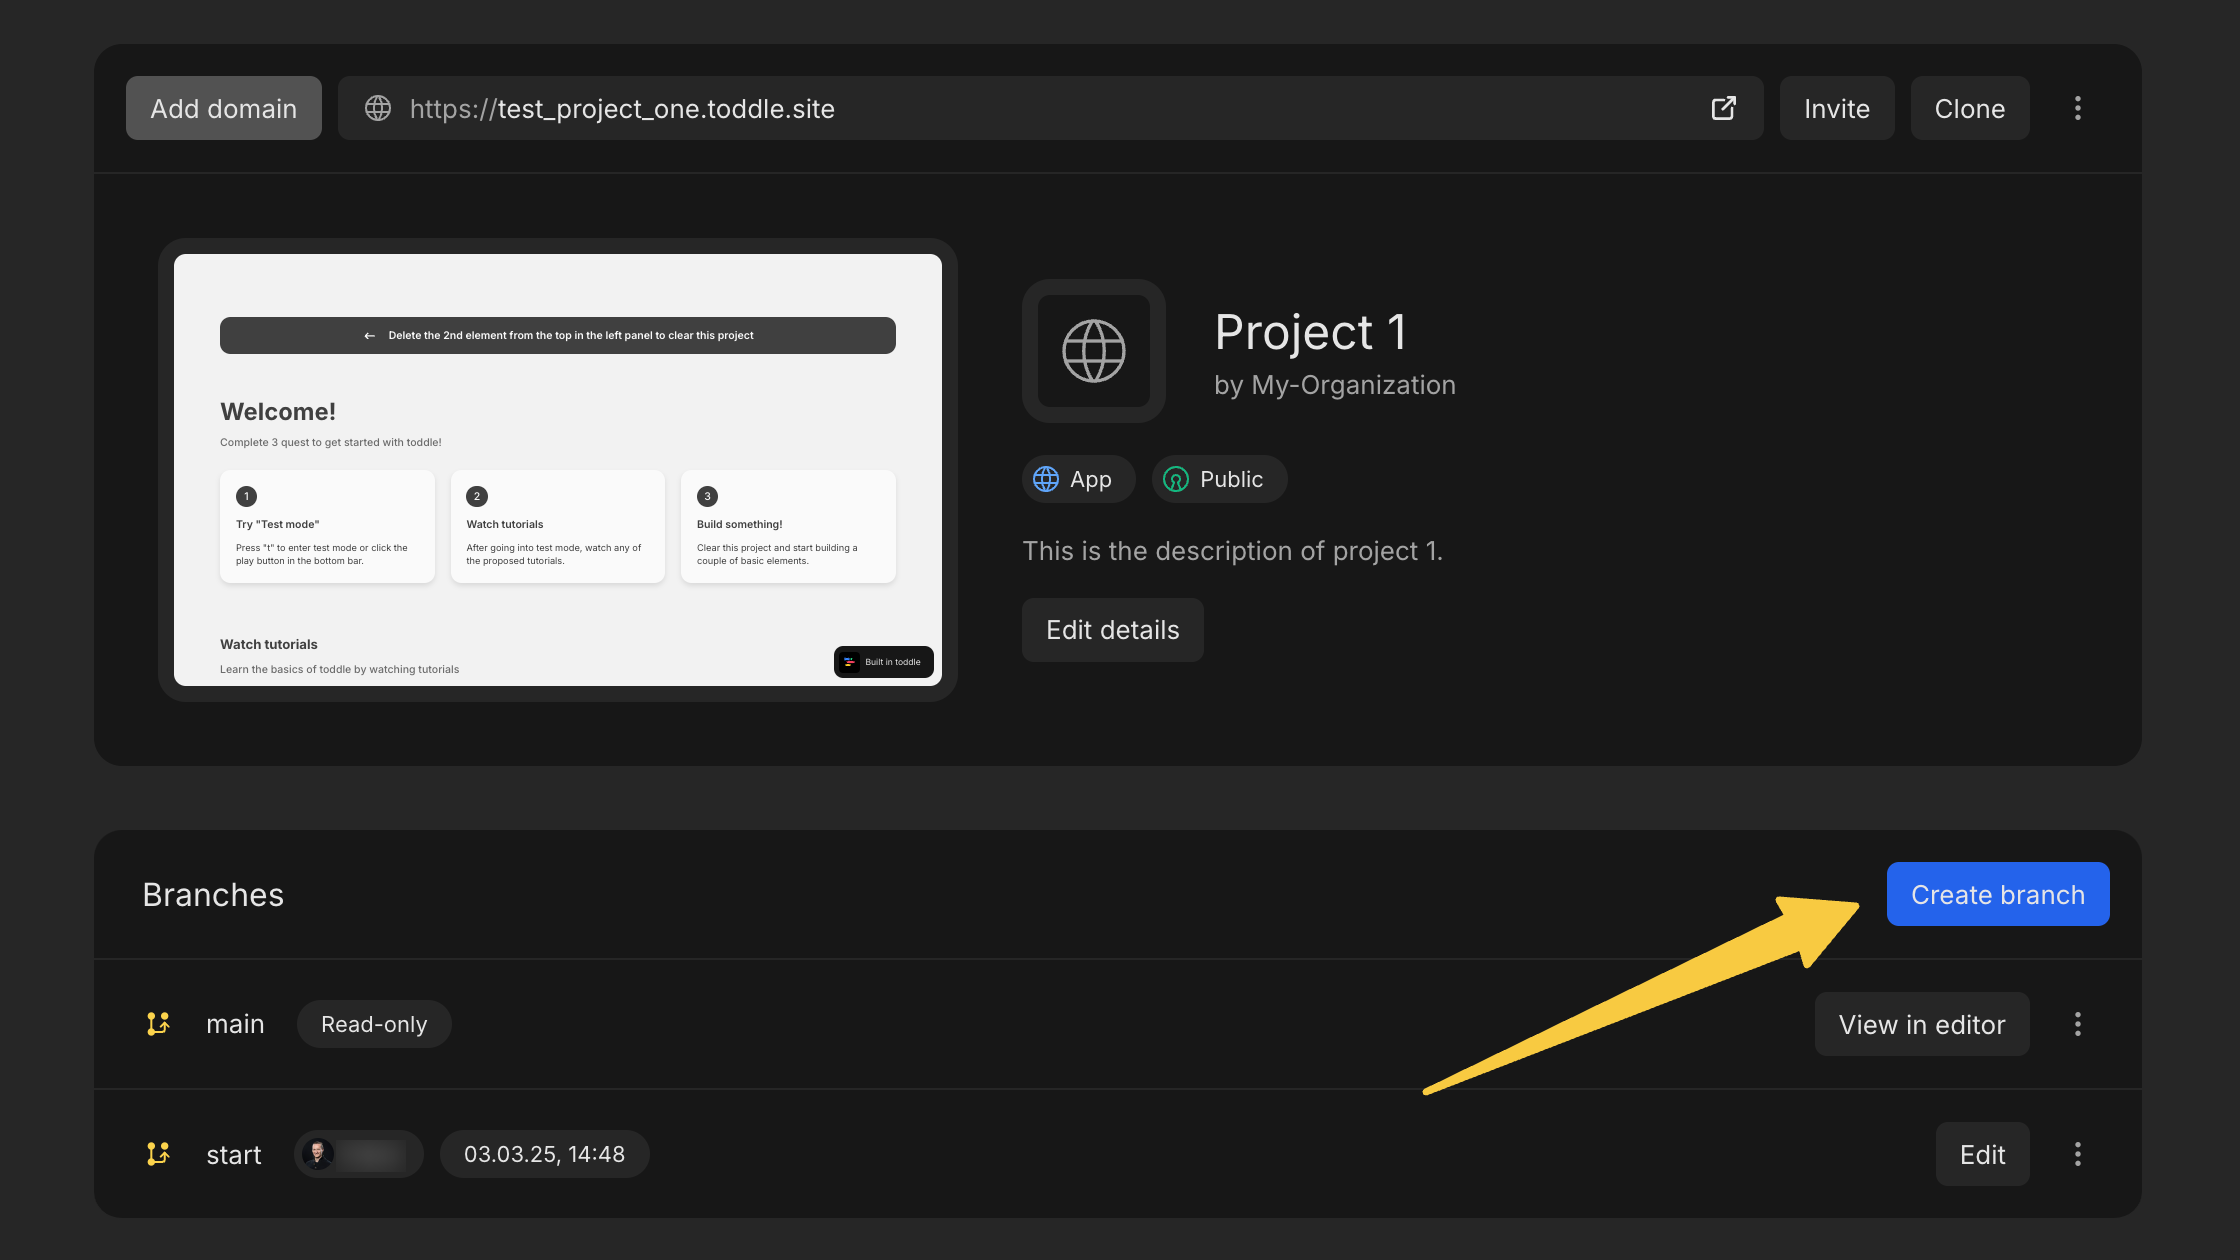 Add domain
https://test_project_one.toddle.site
Invite
Clone
← Delete the 2nd element from the top in the left panel to clear this project
Welcome!
Complete 3 quest to get started with toddle!
1
Try "Test mode"
Press "t" to enter test mode or click the
play button in the bottom bar.
2
Watch tutorials
After going into test mode, watch any of
the proposed tutorials.
3
Build something!
Clear this project and start building a
couple of basic elements.
Watch tutorials
Learn the basics of toddle by watching tutorials
Built in toddle
Project 1
by My-Organization
App
Public
This is the description of project 1.
Edit details
Branches
Create branch
main
Read-only
View in editor
start
03.03.25, 14:48
Edit